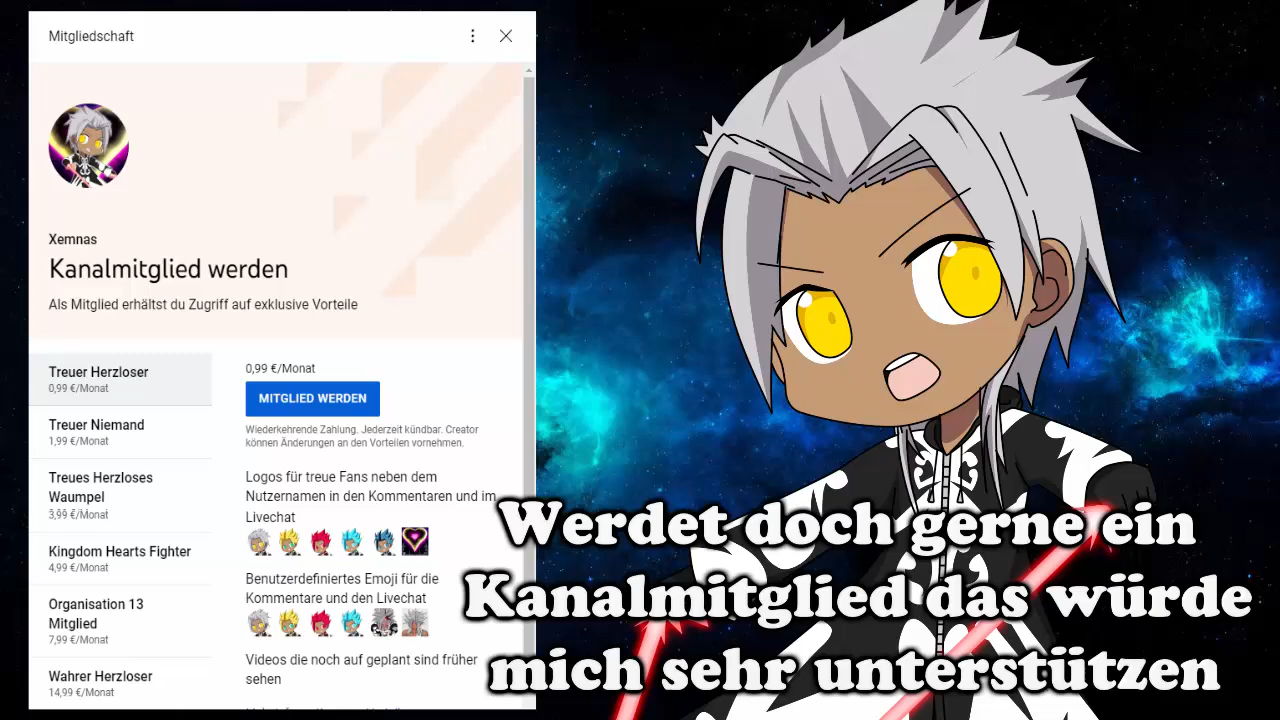 Mitgliedschaft
Xemnas
Kanalmitglied werden
Als Mitglied erhältst du Zugriff auf exklusive Vorteile
Treuer Herzloser
0,99 €/Monat
Treuer Niemand
1,99 €/Monat
Treues Herzloses
Waumpel
3,99 €/Monat
Kingdom Hearts Fighter
4,99 €/Monat
Organisation 13
Mitglied
7,99 €/Monat
Wahrer Herzloser
14,99 €/Monat
0,99 €/Monat
MITGLIED WERDEN
Wiederkehrende Zahlung. Jederzeit kündbar. Creator
können Änderungen an den Vorteilen vornehmen.
Logos für treue Fans neben dem
Nutzernamen in den Kommentaren und im
Livechat
Benutzerdefiniertes Emoji für die
Kommentare und den Livechat
Videos die noch auf geplant sind früher
sehen
Werdet doch gerne ein
Kanalmitglied das würde
mich sehr unterstützen